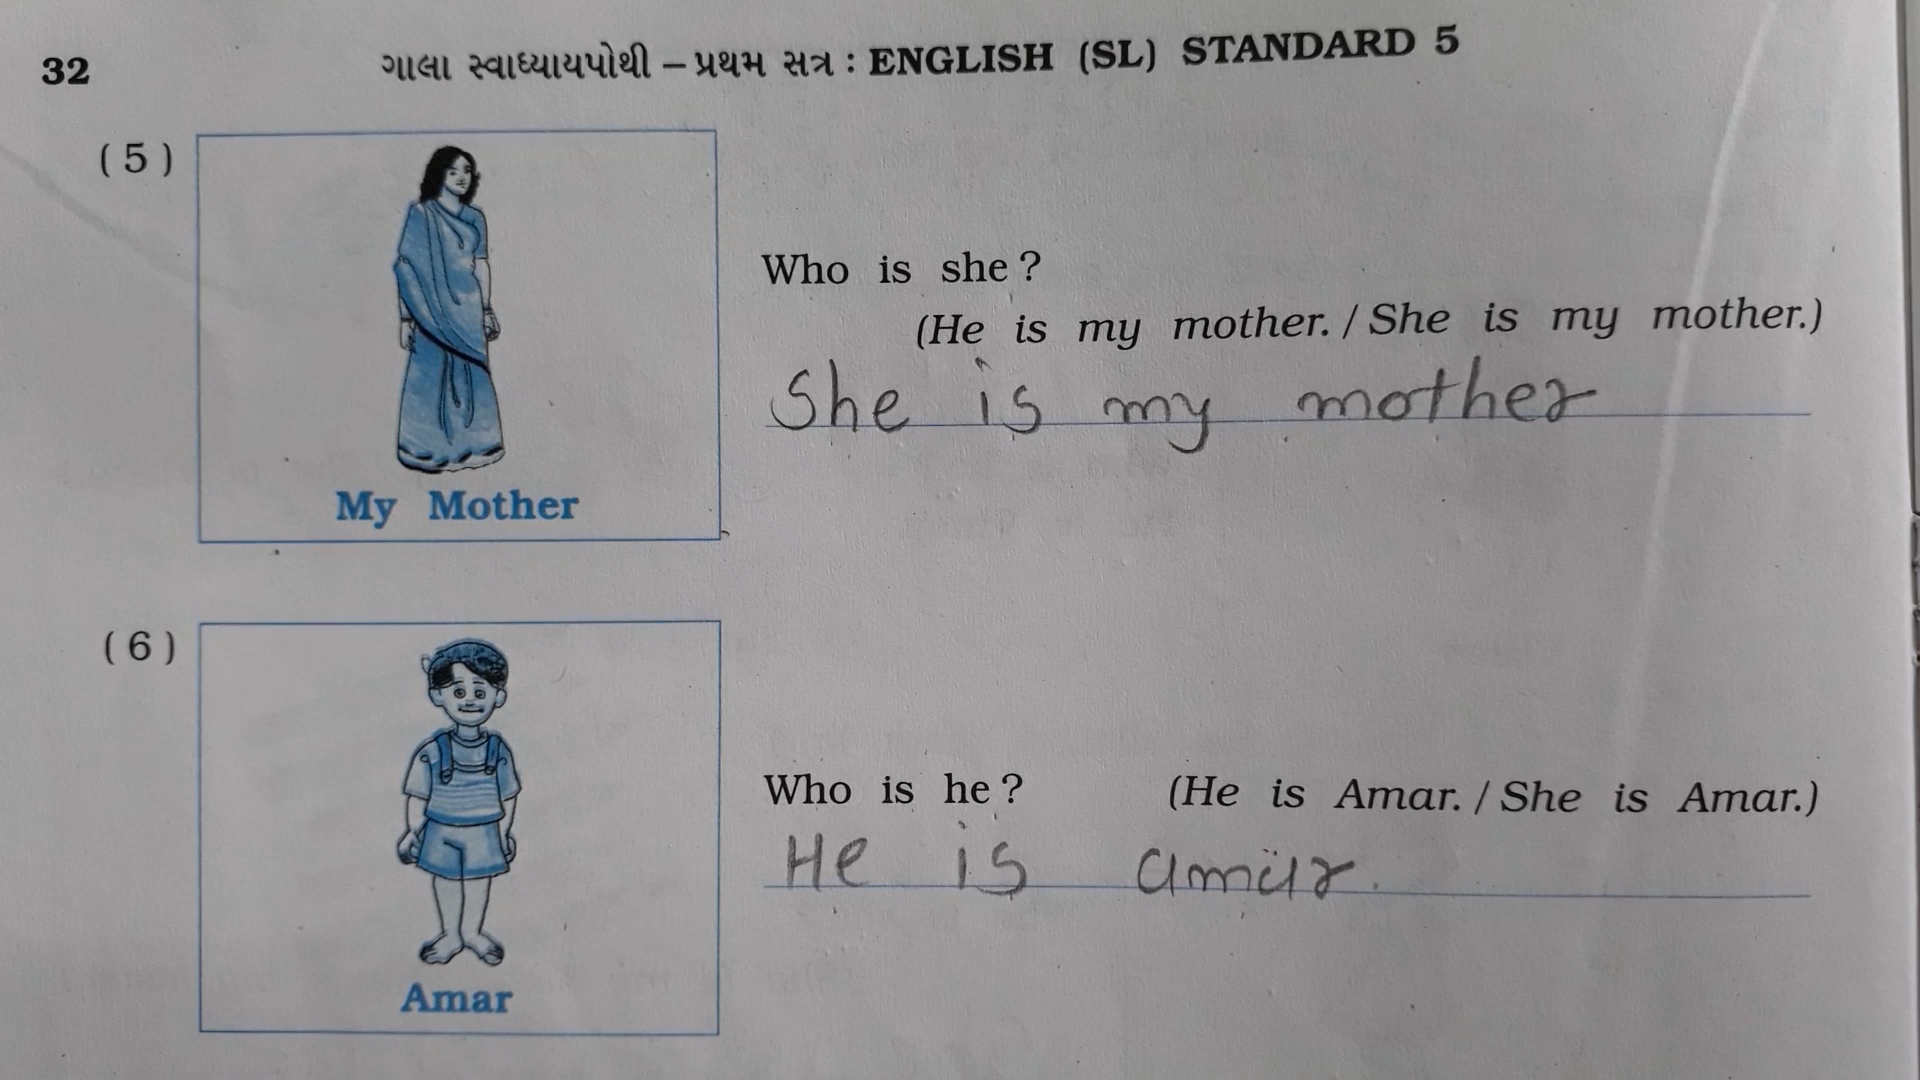 32 ગાલા સ્વાધ્યાયપોથી – પ્રથમ સત્ર : ENGLISH (SL) STANDARD 5
(5)
Who is she?
(He is my mother. / She is my mother.)
She is my mother
My Mother
(6)
Who is he? (He is Amar. / She is Amar.)
He is amar.
Amar